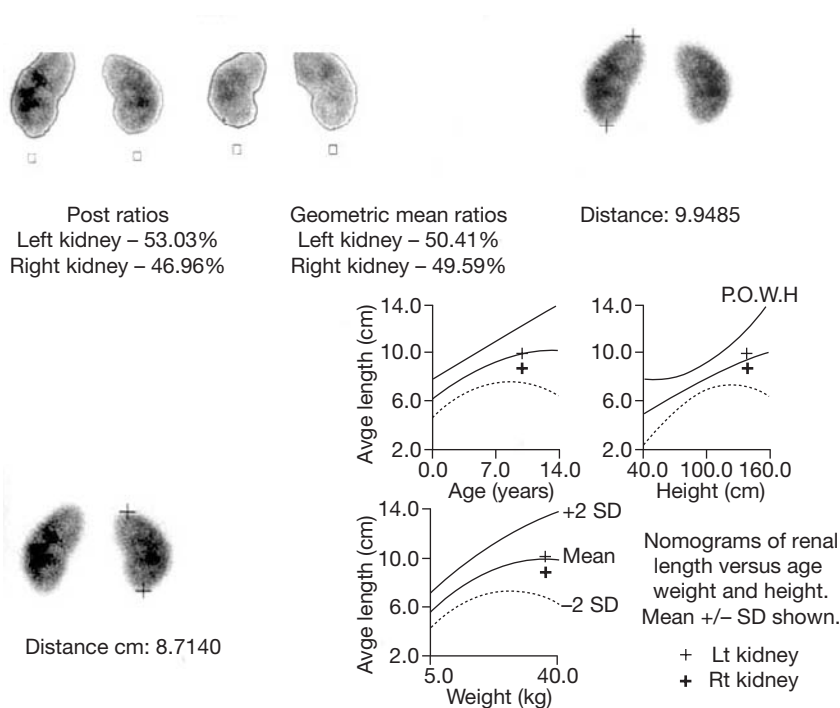 Post ratios
Left kidney – 53.03%
Right kidney – 46.96%
Geometric mean ratios
Left kidney – 50.41%
Right kidney – 49.59%
Distance: 9.9485
14.0
10.0
6.0
2.0
Avge length (cm)
0.0 7.0 14.0
Age (years)
P.O.W.H
14.0
10.0
6.0
2.0
40.0 100.0 160.0
Height (cm)
Distance cm: 8.7140
14.0
10.0
6.0
2.0
Avge length (cm)
+2 SD
Mean
–2 SD
5.0 40.0
Weight (kg)
Nomograms of renal
length versus age
weight and height.
Mean +/– SD shown.
+ Lt kidney
+ Rt kidney